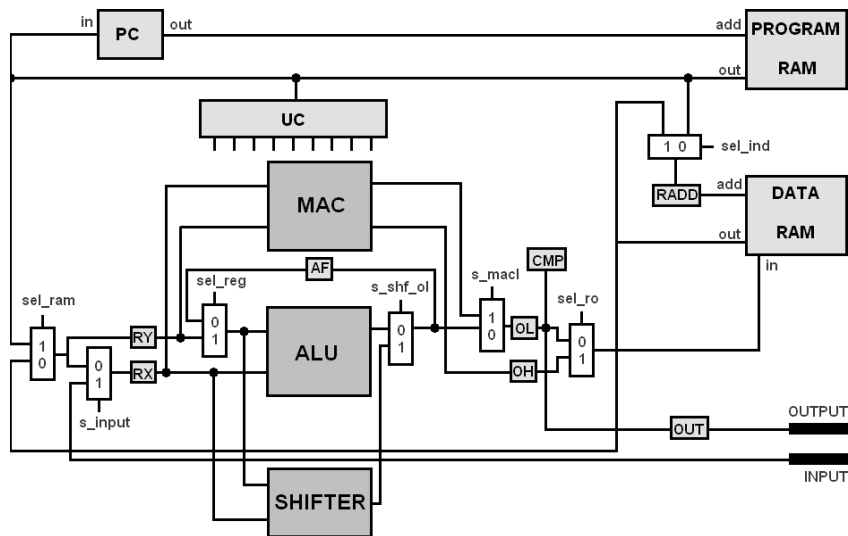 in
PC
out
add
PROGRAM
RAM
out
UC
1 0
sel_ind
MAC
RADD
add
DATA
RAM
out
in
AF
CMP
sel_reg
s_shf_ol
s_macl
sel_ro
sel_ram
0
1
ALU
0
1
1
0
OL
0
1
1
0
RY
0
1
RX
OH
s_input
OUTPUT
OUT
INPUT
SHIFTER